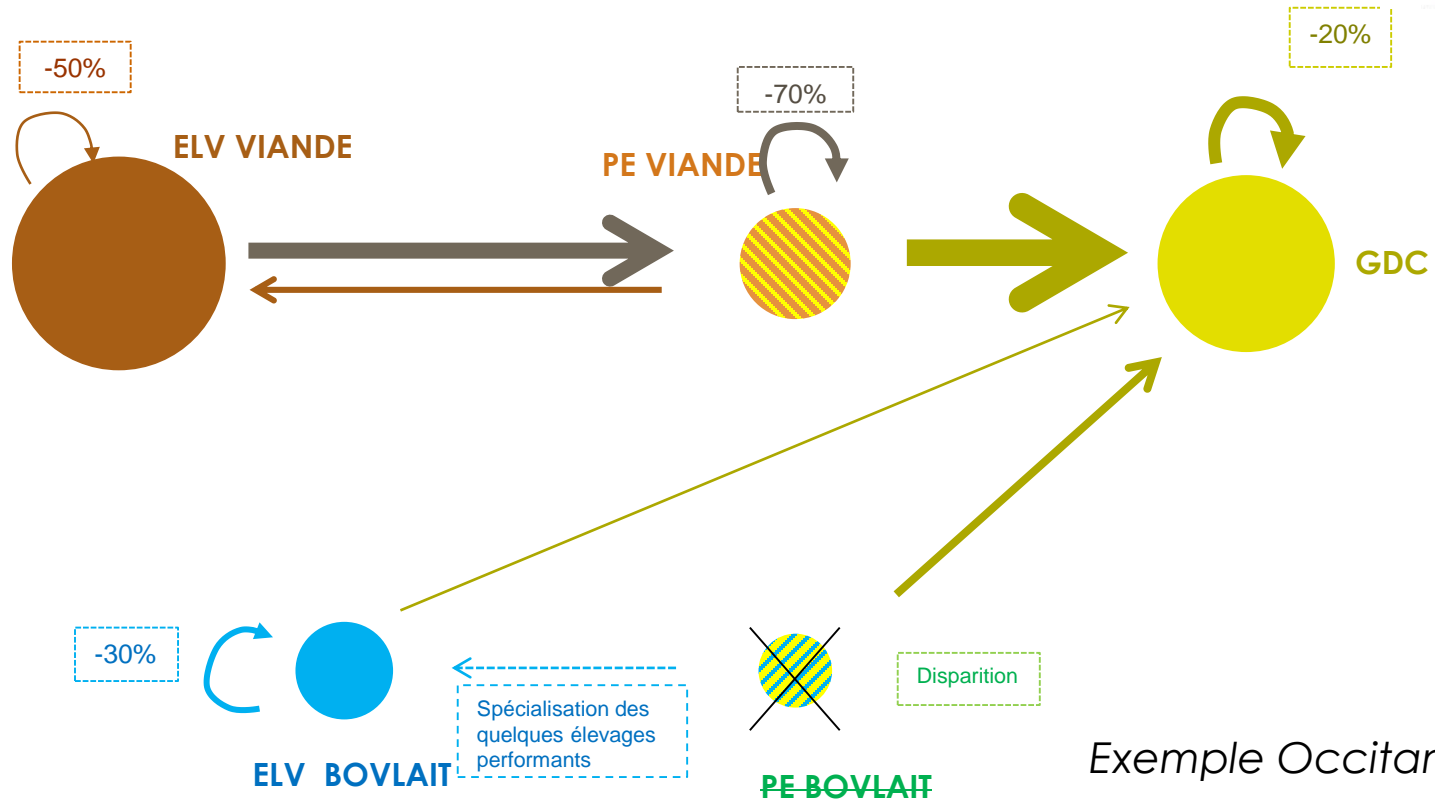 -20%
-50%
-70%
ELV VIANDE
PE VIANDE
GDC
-30%
Disparition
Spécialisation des
quelques élevages
performants
ELV BOVLAIT
PE BOVLAIT
Exemple